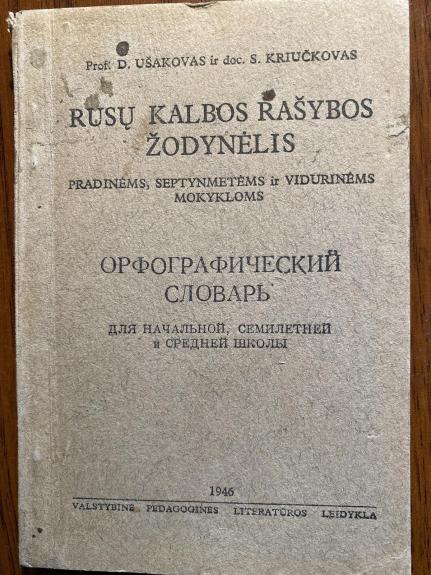 Prof. D. UŠAKOVAS ir doc. S. KRIUČKOVAS
RUSŲ KALBOS RAŠYBOS
ŽODYNĖLIS
PRADINĖMS, SEPTYNMETĖMS ir VIDURINĖMS
MOKYKLOMS
ОРФОГРАФИЧЕСКИЙ
СЛОВАРЬ
ДЛЯ НАЧАЛЬНОЙ, СЕМИЛЕТНЕЙ
и СРЕДНЕЙ ШКОЛЫ
1946
VALSTYBINĖ PEDAGOGINĖS LITERATŪROS LEIDYKLA